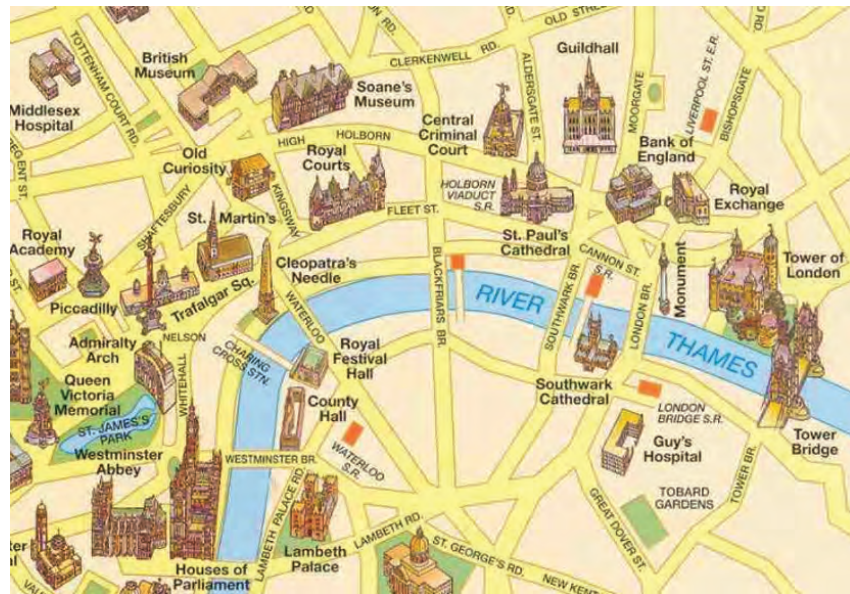 OLD STREE
TOTTENHAM COURT RD.
British
Museum
CLERKENWELL RD.
Guildhall
ALDERSGATE ST.
MOORGATE
LIVERPOOL ST. E.R.
BISHOPSGATE
Middlesex
Hospital
Soane's
Museum
Central
Criminal
Court
HIGH HOLBORN
Old
Curiosity
Royal
Courts
Bank of
England
EGENT ST.
SHAFTESBURY
KINGSWAY
HOLBORN
VIADUCT
S.R.
Royal
Exchange
St. Martin's
FLEET ST.
St. Paul's
Cathedral
Royal
Academy
Piccadilly
Trafalgar Sq.
Cleopatra's
Needle
WATERLOO
BLACKFRIARS BR.
RIVER
THAMES
CANNON ST.
S.R.
SOUTHWARK BR.
LONDON BR.
Monument
Tower of
London
Admiralty
Arch
NELSON
WHITEHALL
CHARING
CROSS STN.
Royal
Festival
Hall
Queen
Victoria
Memorial
ST. JAMES'S
PARK
County
Hall
Southwark
Cathedral
LONDON
BRIDGE S.R.
Tower
Bridge
Westminster
Abbey
WESTMINSTER BR.
WATERLOO
S.R.
Guy's
Hospital
TOWER BR.
TOBARD
GARDENS
GREAT DOVER ST.
LAMBETH PALACE RD.
LAMBETH RD.
Lambeth
Palace
ST. GEORGE'S RD.
NEW KENT
Houses of
Parliament